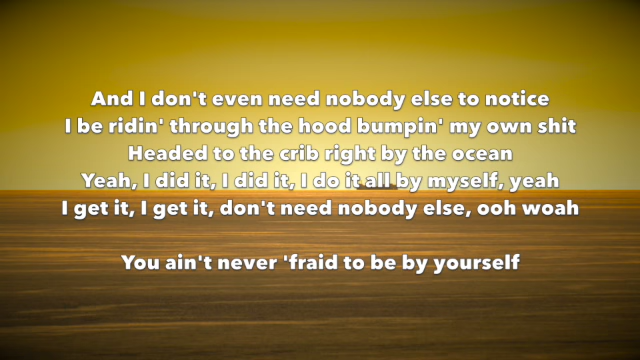 And I don't even need nobody else to notice
I be ridin' through the hood bumpin' my own shit
Headed to the crib right by the ocean
Yeah, I did it, I did it, I do it all by myself, yeah
I get it, I get it, don't need nobody else, ooh woah
You ain't never 'fraid to be by yourself